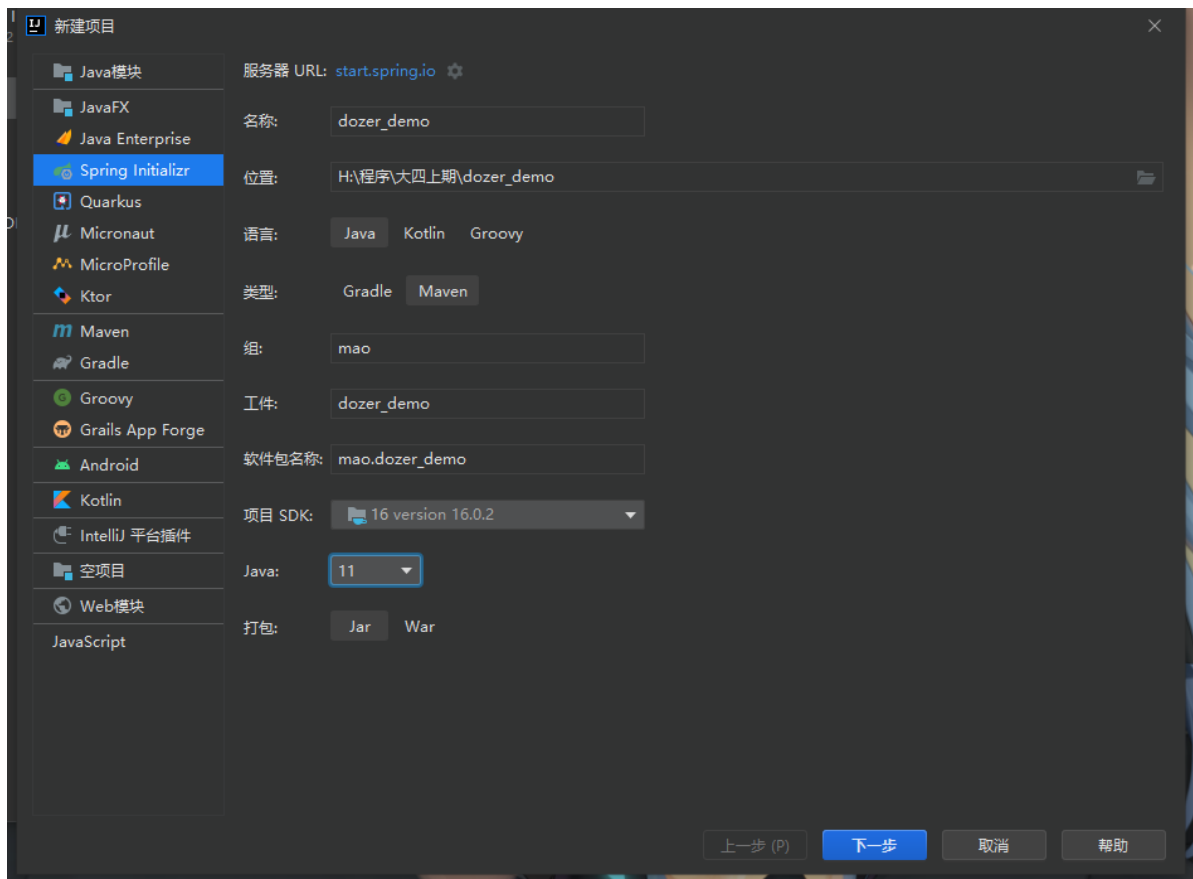 新建项目
Java模块
JavaFX
Java Enterprise
Spring Initializr
Quarkus
Micronaut
MicroProfile
Ktor
Maven
Gradle
Groovy
Grails App Forge
Android
Kotlin
IntelliJ 平台插件
空项目
Web模块
JavaScript
服务器 URL: start.spring.io
名称: dozer_demo
位置: H:\程序\大四上期\dozer_demo
语言: Java Kotlin Groovy
类型: Gradle Maven
组: mao
工件: dozer_demo
软件包名称: mao.dozer_demo
项目 SDK: 16 version 16.0.2
Java: 11
打包: Jar War
上一步 (P) 下一步 取消 帮助